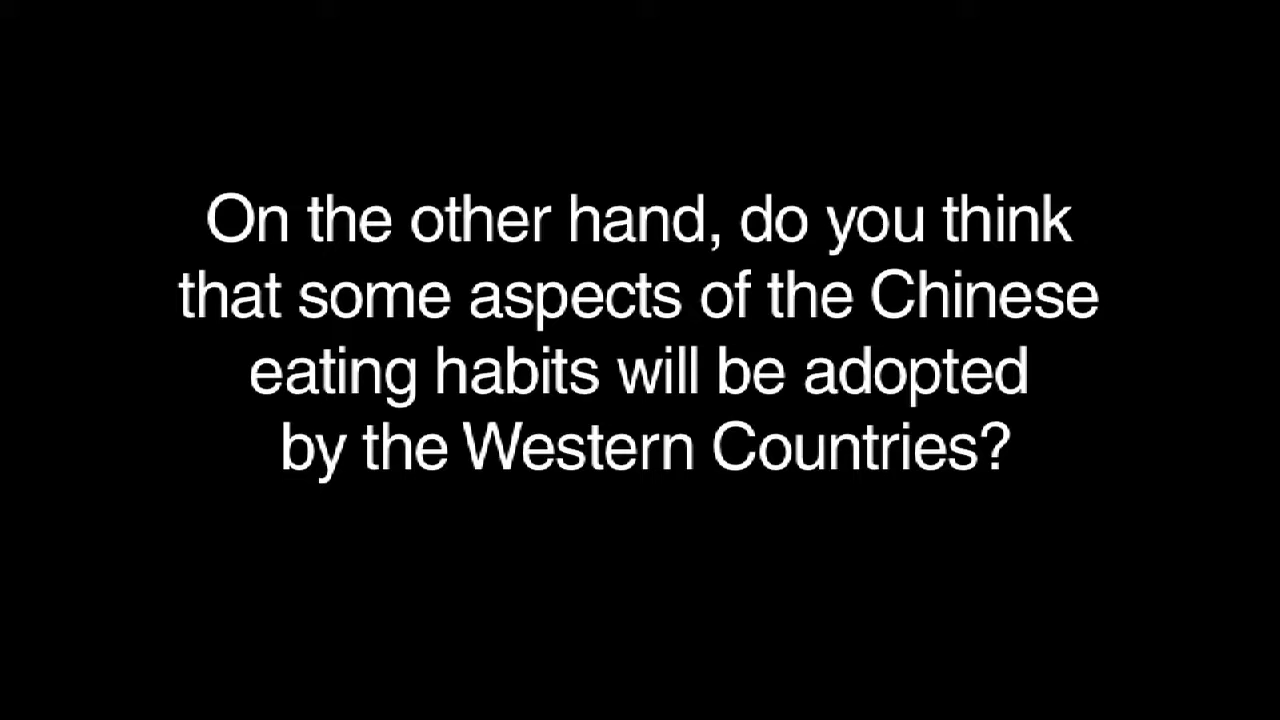 On the other hand, do you think
that some aspects of the Chinese
eating habits will be adopted
by the Western Countries?